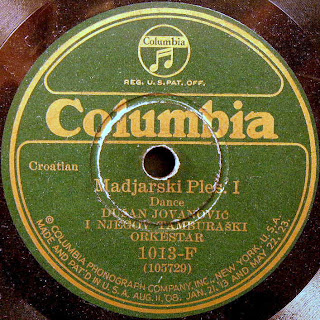 Columbia
REG. U.S. PAT. OFF.
Columbia
Croatian
Madjarski Ples. I
Dance
DUŠAN JOVANOVIĆ
I NJEGOV TAMBURAŠKI
ORKESTAR
1013-F
(105729)
© COLUMBIA PHONOGRAPH COMPANY, INC., NEW YORK, U.S.A.
MADE AND PAT'D IN U.S.A. AUG. 11, '08. JAN. 21, '13 AND MAY 22, '23.